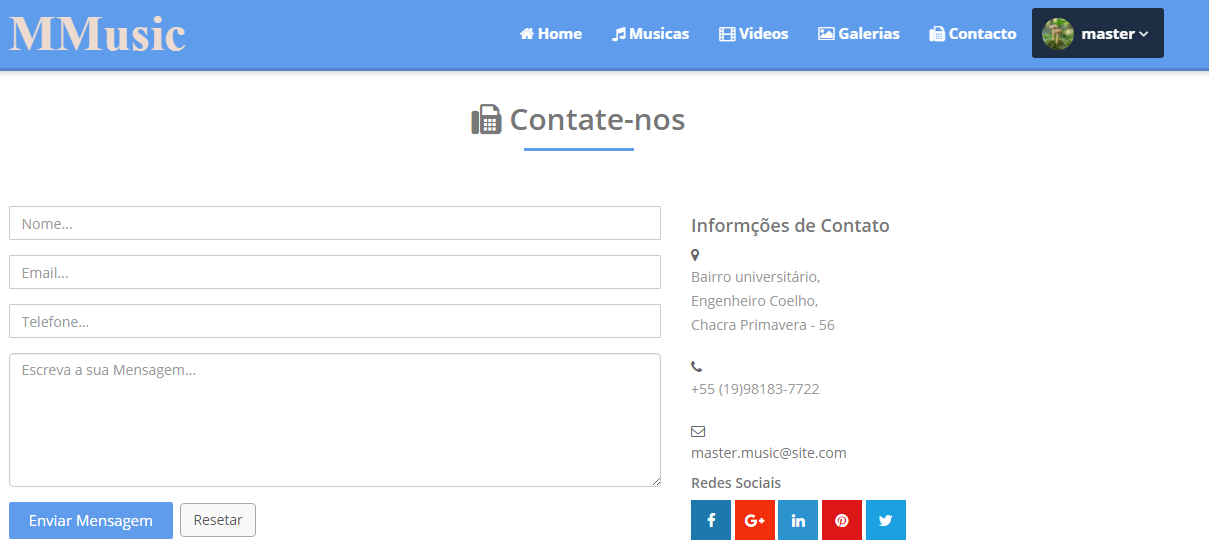 MMusic
Home Musicas Videos Galerias Contacto master
Contate-nos
Nome...
Email...
Telefone...
Escreva a sua Mensagem...
Enviar Mensagem Resetar
Informções de Contato
Bairro universitário,
Engenheiro Coelho,
Chacra Primavera - 56
+55 (19)98183-7722
master.music@site.com
Redes Sociais